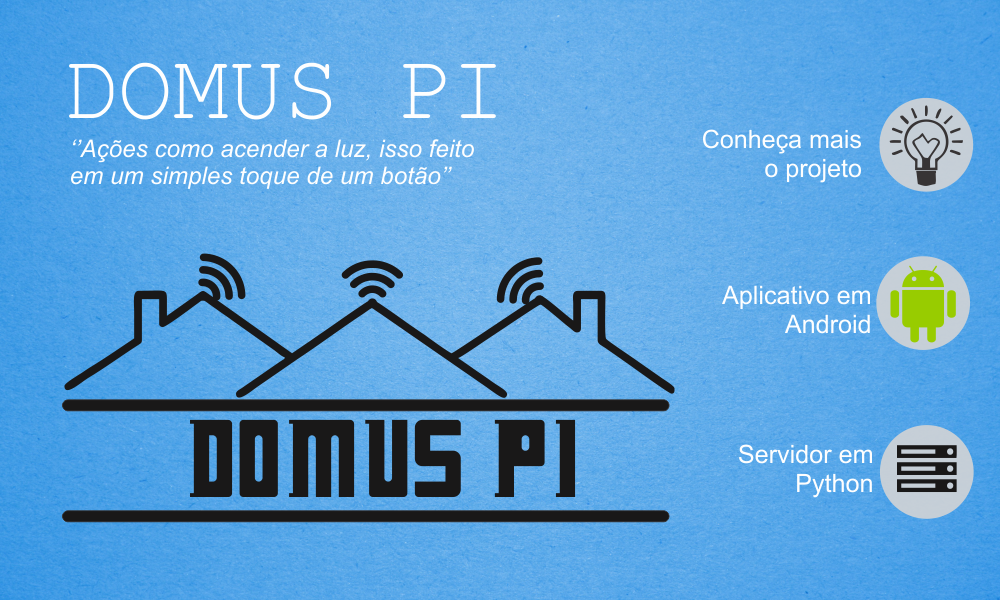 DOMUS PI
‘’Ações como acender a luz, isso feito
em um simples toque de um botão’’
Conheça mais
o projeto
Aplicativo em
Android
DOMUS PI
Servidor em
Python